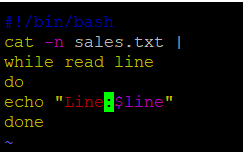 #!/bin/bash
cat -n sales.txt |
while read line
do
echo "Line:$line"
done
~